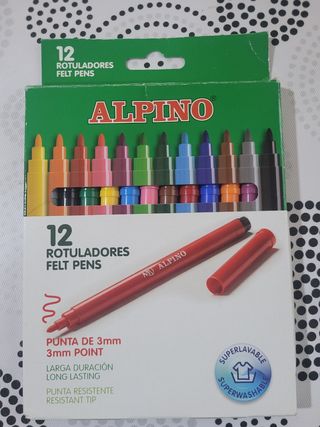 12
ROTULADORES
FELT PENS
ALPINO
12
ROTULADORES
FELT PENS
ALPINO
PUNTA DE 3mm
3mm POINT
LARGA DURACIÓN
LONG LASTING
PUNTA RESISTENTE
RESISTANT TIP
SUPERLAVABLE
SUPERWASHABLE